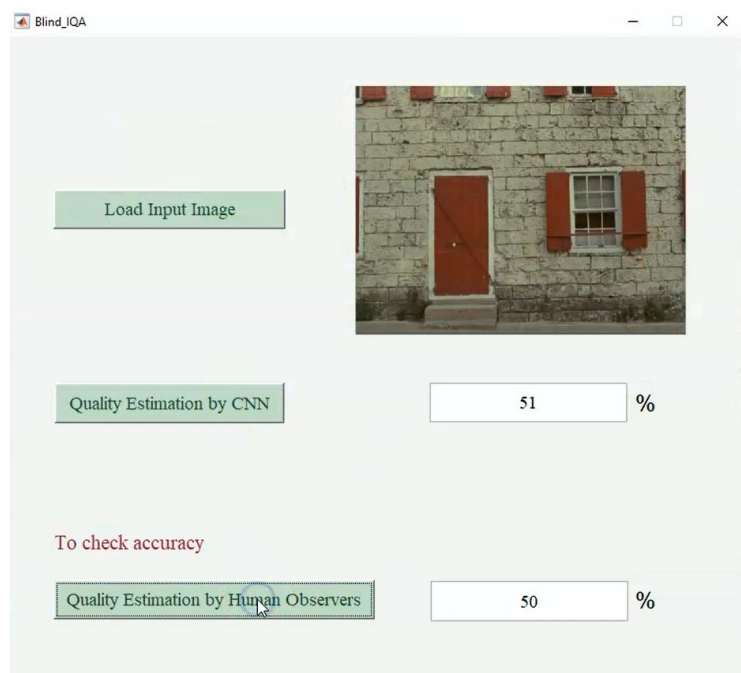 Blind_IQA
Load Input Image
Quality Estimation by CNN
51
%
To check accuracy
Quality Estimation by Human Observers
50
%